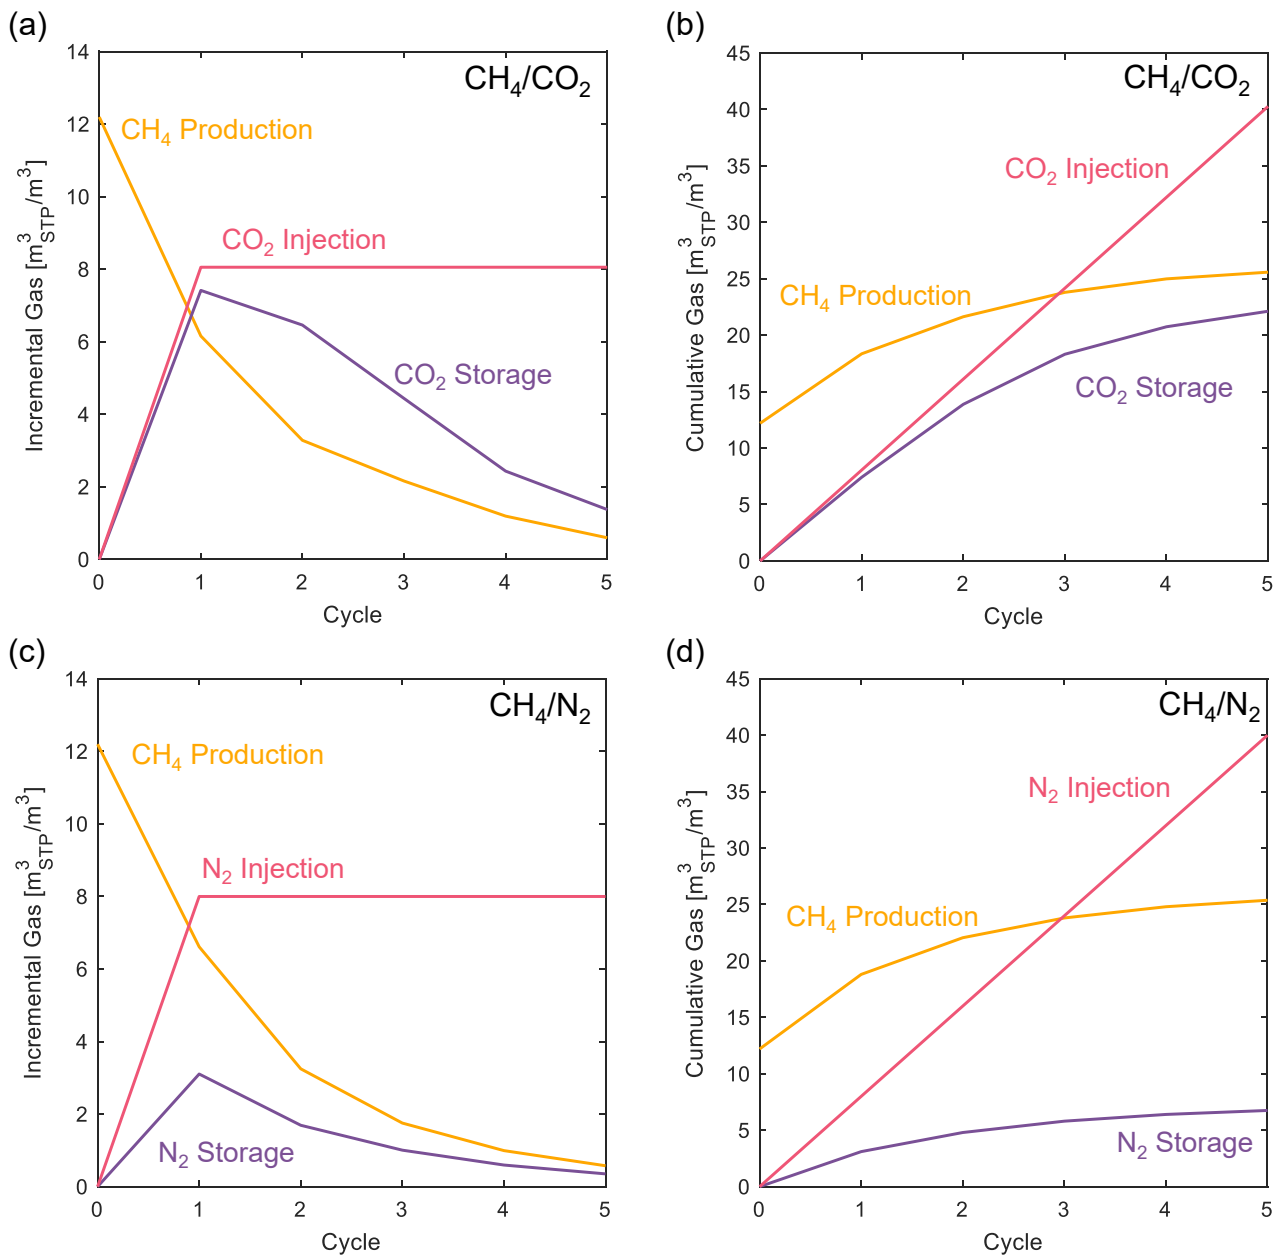 (a)
CH4/CO2
CH4 Production
CO2 Injection
CO2 Storage
Incremental Gas [m3STP/m3]
14
12
10
8
6
4
2
0
0 1 2 3 4 5
Cycle
(b)
CH4/CO2
CO2 Injection
CH4 Production
CO2 Storage
Cumulative Gas [m3STP/m3]
45
40
35
30
25
20
15
10
5
0
0 1 2 3 4 5
Cycle
(c)
CH4/N2
CH4 Production
N2 Injection
N2 Storage
Incremental Gas [m3STP/m3]
14
12
10
8
6
4
2
0
0 1 2 3 4 5
Cycle
(d)
CH4/N2
N2 Injection
CH4 Production
N2 Storage
Cumulative Gas [m3STP/m3]
45
40
35
30
25
20
15
10
5
0
0 1 2 3 4 5
Cycle